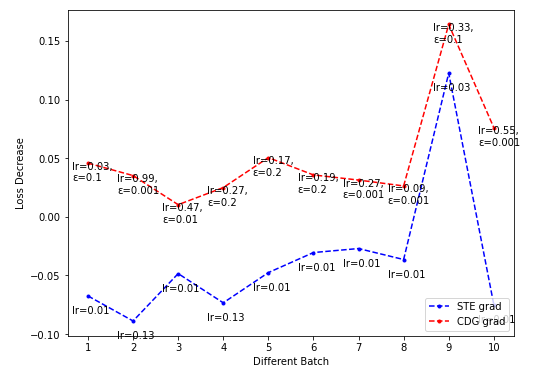 0.15
0.10
0.05
0.00
−0.05
−0.10
Loss Decrease
lr=0.03,
ε=0.1
lr=0.99,
ε=0.001
lr=0.47,
ε=0.01
lr=0.27,
ε=0.2
lr=0.17,
ε=0.2
lr=0.19,
ε=0.2
lr=0.27,
ε=0.001
lr=0.09,
ε=0.001
lr=0.33,
ε=0.1
lr=0.55,
ε=0.001
lr=0.01
lr=0.13
lr=0.01
lr=0.13
lr=0.01
lr=0.01
lr=0.01
lr=0.01
lr=0.03
STE grad
CDG grad
1 2 3 4 5 6 7 8 9 10
Different Batch